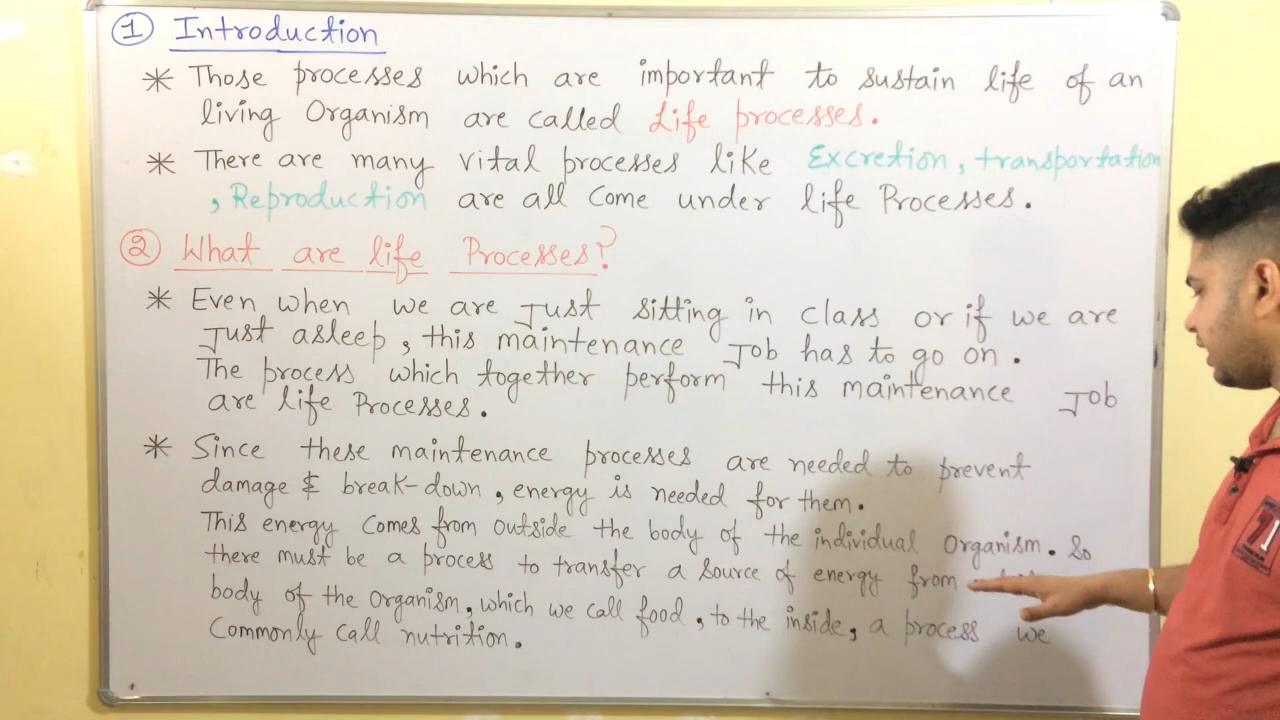 ① Introduction
* Those processes which are important to sustain life of an
living Organism are called Life processes.
* There are many vital processes like Excretion, transportation
, Reproduction are all Come under life Processes.
② What are life Processes?
* Even when we are Just sitting in class or if we are
Just asleep, this maintenance Job has to go on.
The process which together perform this maintenance Job
are life Processes.
* Since these maintenance processes are needed to prevent
damage & break-down, energy is needed for them.
This energy comes from outside the body of the individual Organism. So
there must be a process to transfer a source of energy from
body of the organism, which we call food, to the inside, a process we
Commonly call nutrition.